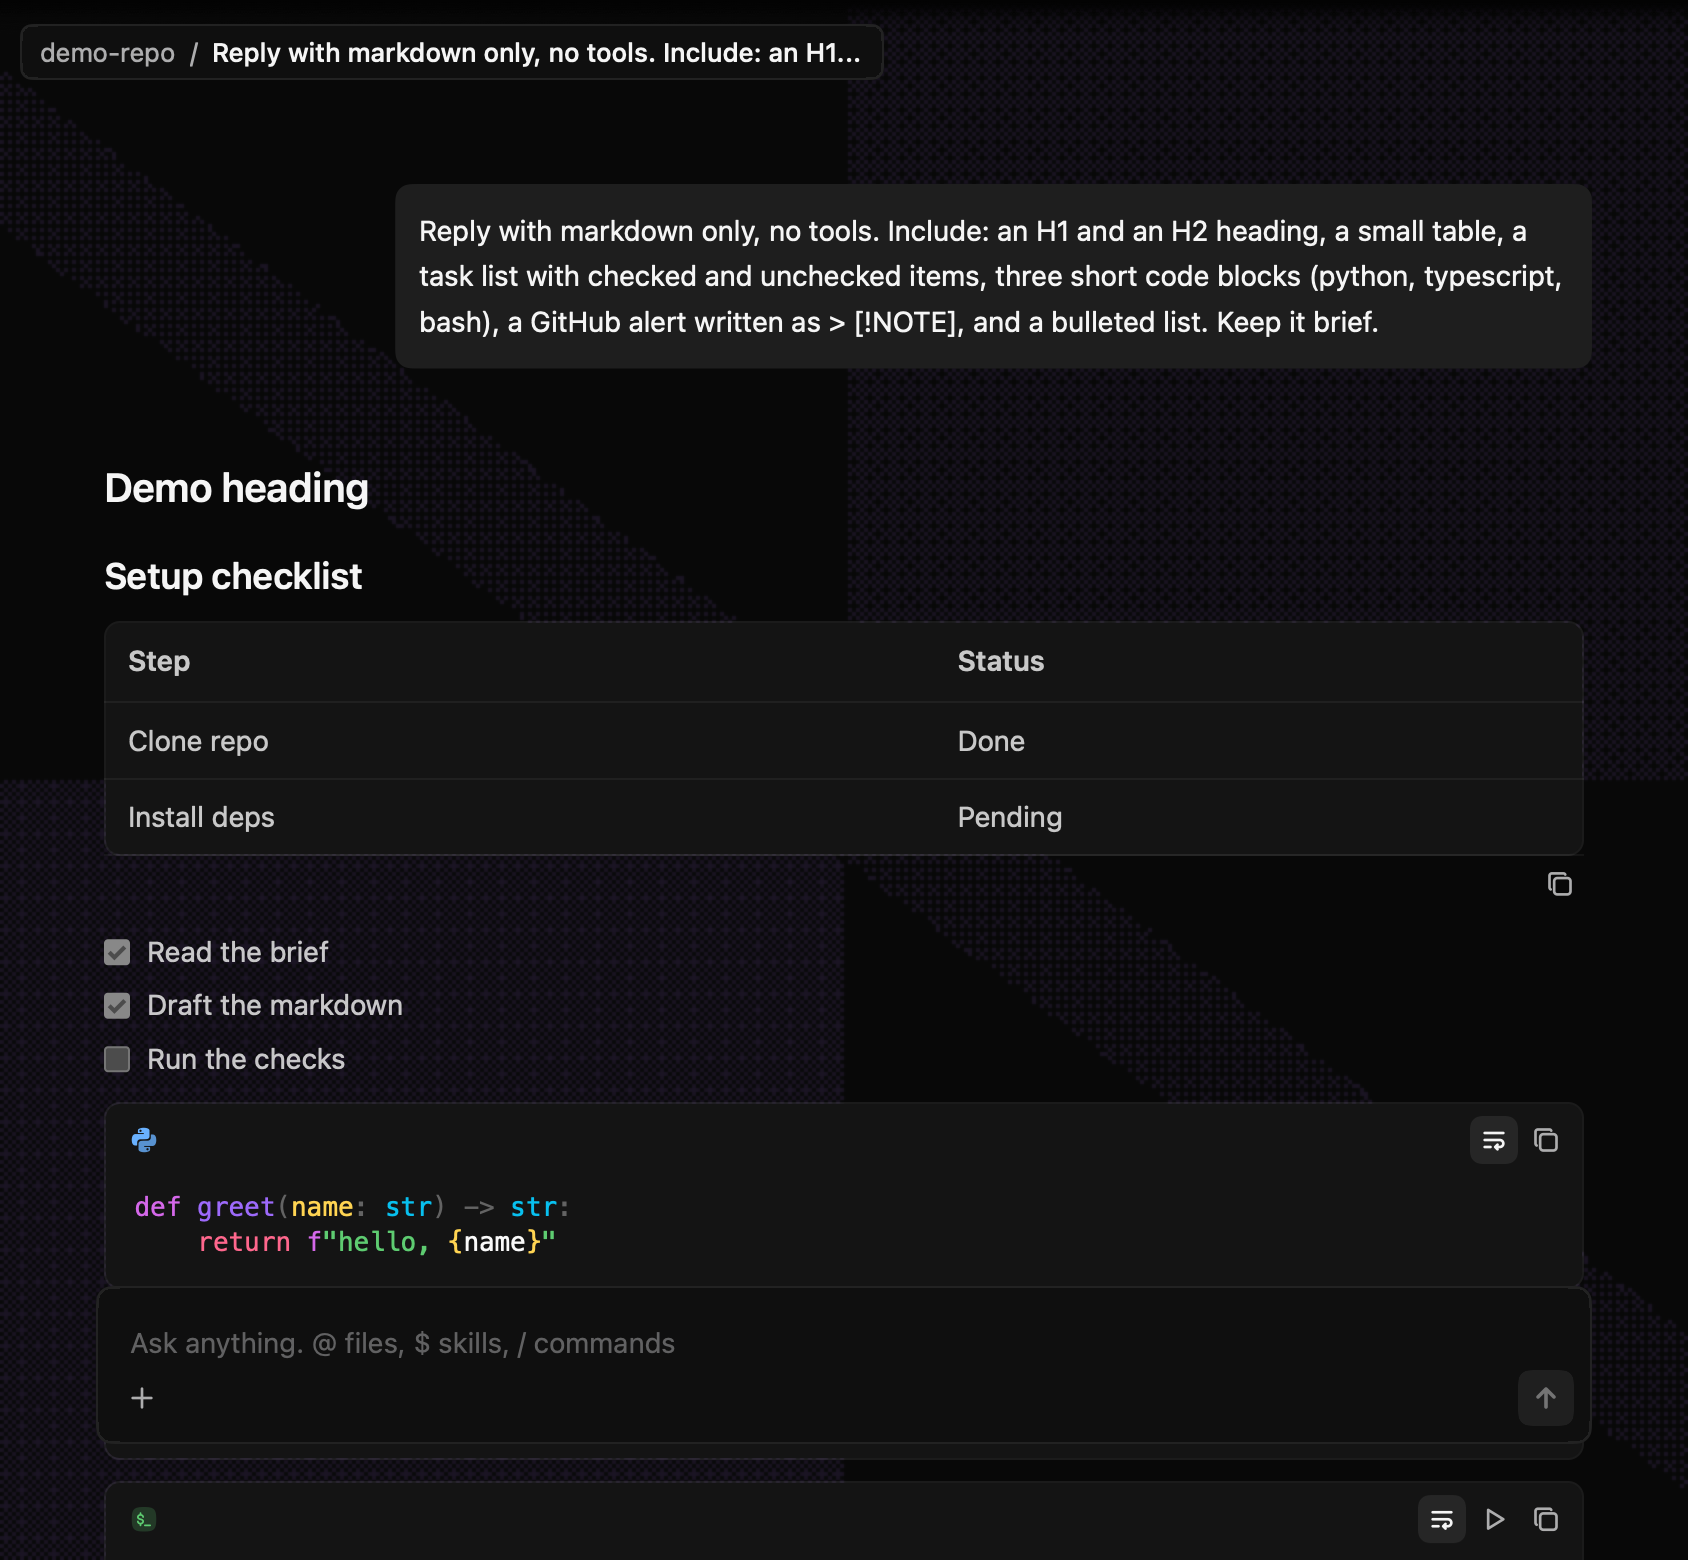 demo-repo / Reply with markdown only, no tools. Include: an H1...
Reply with markdown only, no tools. Include: an H1 and an H2 heading, a small table, a
task list with checked and unchecked items, three short code blocks (python, typescript,
bash), a GitHub alert written as > [!NOTE], and a bulleted list. Keep it brief.
Demo heading
Setup checklist
Step Status
Clone repo Done
Install deps Pending
Read the brief
Draft the markdown
Run the checks
def greet(name: str) -> str:
    return f"hello, {name}"
Ask anything. @ files, $ skills, / commands
$_